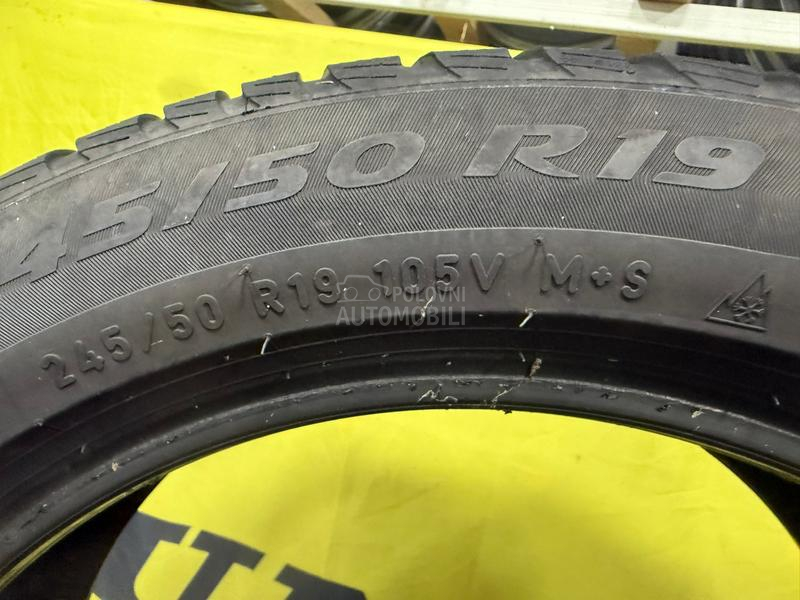 45/50 R19
245/50 R19 105V M+S
POLOVNI
AUTOMOBILI